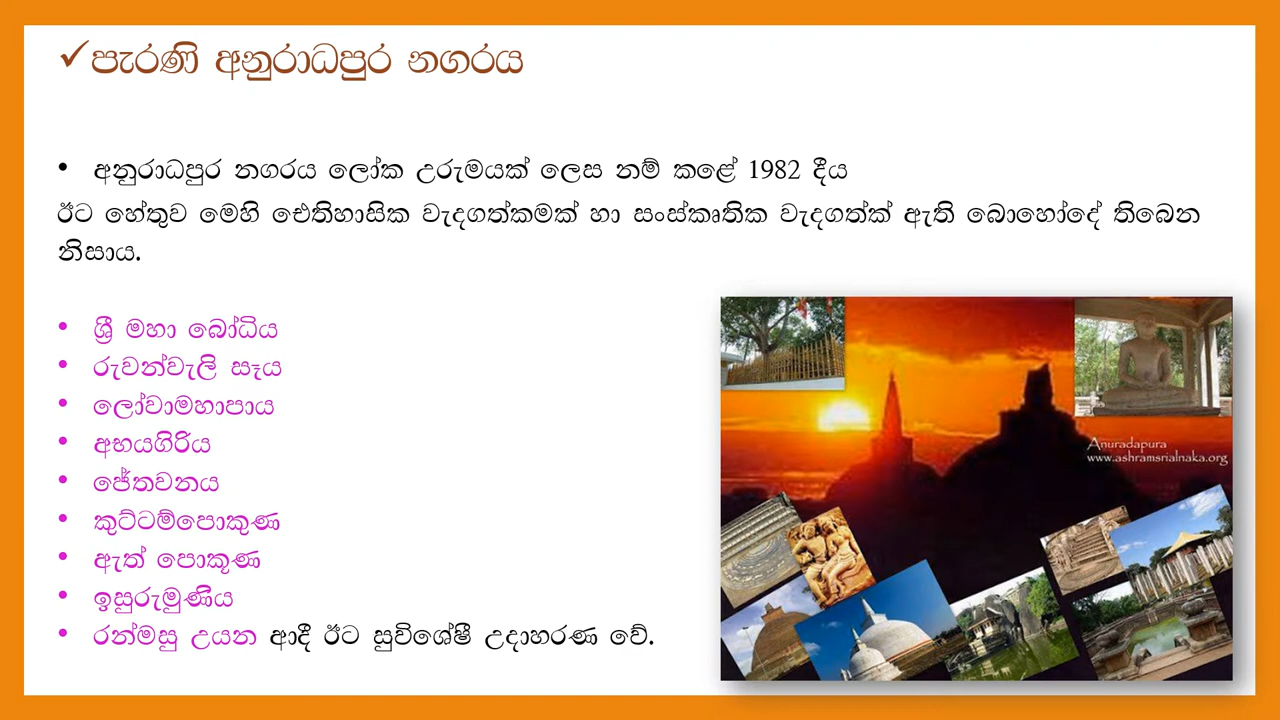 ✓පැරණි අනුරාධපුර නගරය
• අනුරාධපුර නගරය ලෝක උරුමයක් ලෙස නම් කළේ 1982 දීය
ඊට හේතුව මෙහි ඓතිහාසික වැදගත්කමක් හා සංස්කෘතික වැදගත්ක් ඇති බොහෝදේ තිබෙන
නිසාය.
• ශ්‍රී මහා බෝධිය
• රුවන්වැලි සෑය
• ලෝවාමහාපාය
• අභයගිරිය
• ජේතවනය
• කුට්ටම්පොකුණ
• ඇත් පොකූණ
• ඉසුරුමුණිය
• රන්මසු උයන ආදී ඊට සුවිශේෂී උදාහරණ වේ.
Anuradapura
www.ashramsrialnaka.org